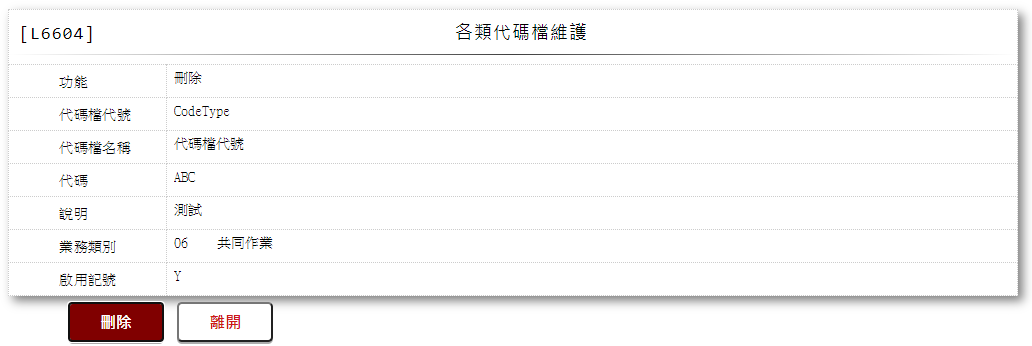 [L6604] 各類代碼檔維護
功能 刪除
代碼檔代號 CodeType
代碼檔名稱 代碼檔代號
代碼 ABC
說明 測試
業務類別 06 共同作業
啟用記號 Y
刪除 離開